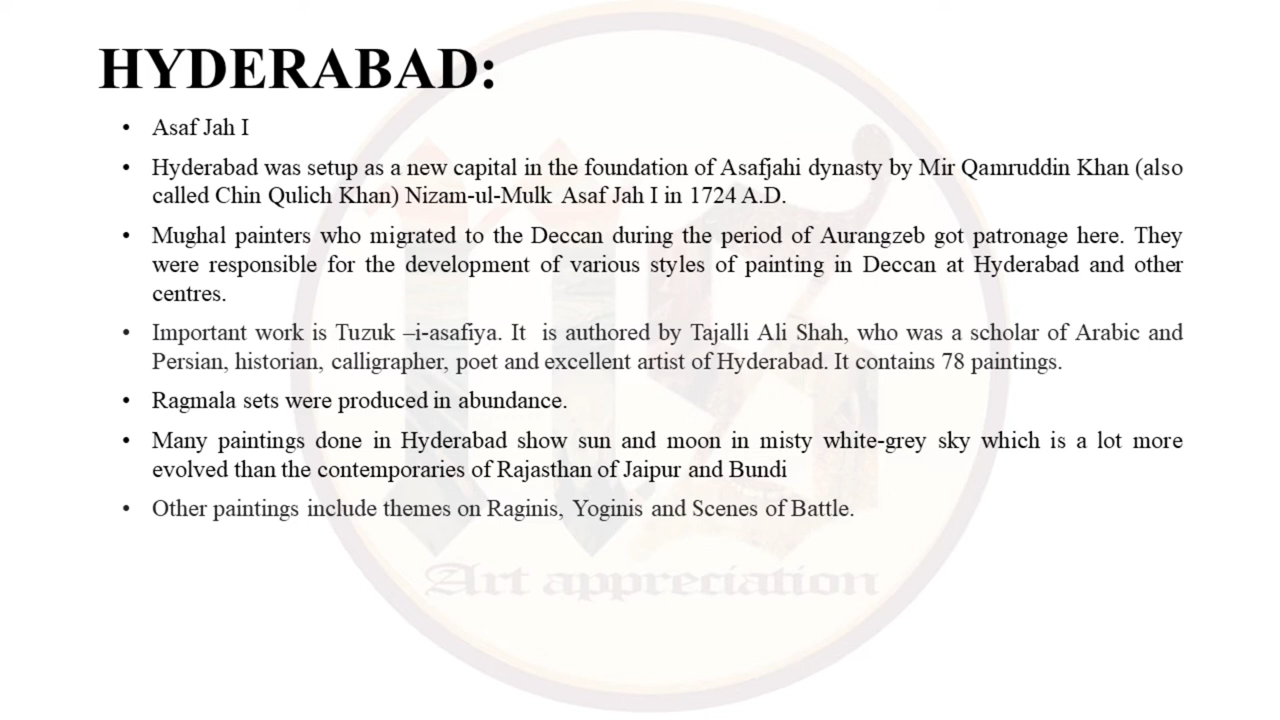 HYDERABAD:
• Asaf Jah I
• Hyderabad was setup as a new capital in the foundation of Asafjahi dynasty by Mir Qamruddin Khan (also
called Chin Qulich Khan) Nizam-ul-Mulk Asaf Jah I in 1724 A.D.
• Mughal painters who migrated to the Deccan during the period of Aurangzeb got patronage here. They
were responsible for the development of various styles of painting in Deccan at Hyderabad and other
centres.
• Important work is Tuzuk –i-asafiya. It is authored by Tajalli Ali Shah, who was a scholar of Arabic and
Persian, historian, calligrapher, poet and excellent artist of Hyderabad. It contains 78 paintings.
• Ragmala sets were produced in abundance.
• Many paintings done in Hyderabad show sun and moon in misty white-grey sky which is a lot more
evolved than the contemporaries of Rajasthan of Jaipur and Bundi
• Other paintings include themes on Raginis, Yoginis and Scenes of Battle.
Art appreciation